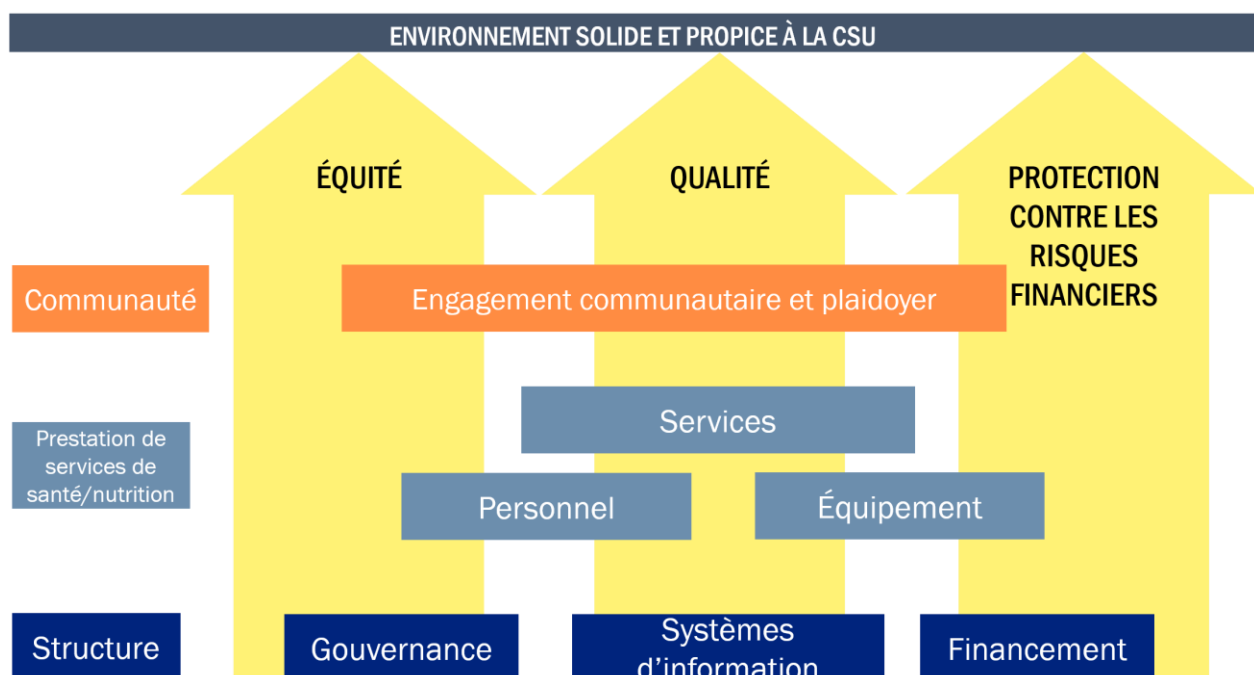 ENVIRONNEMENT SOLIDE ET PROPICE À LA CSU
ÉQUITÉ
QUALITÉ
PROTECTION
CONTRE LES
RISQUES
FINANCIERS
Communauté
Engagement communautaire et plaidoyer
Services
Prestation de
services de
santé/nutrition
Personnel
Équipement
Structure
Gouvernance
Systèmes
d'information
Financement